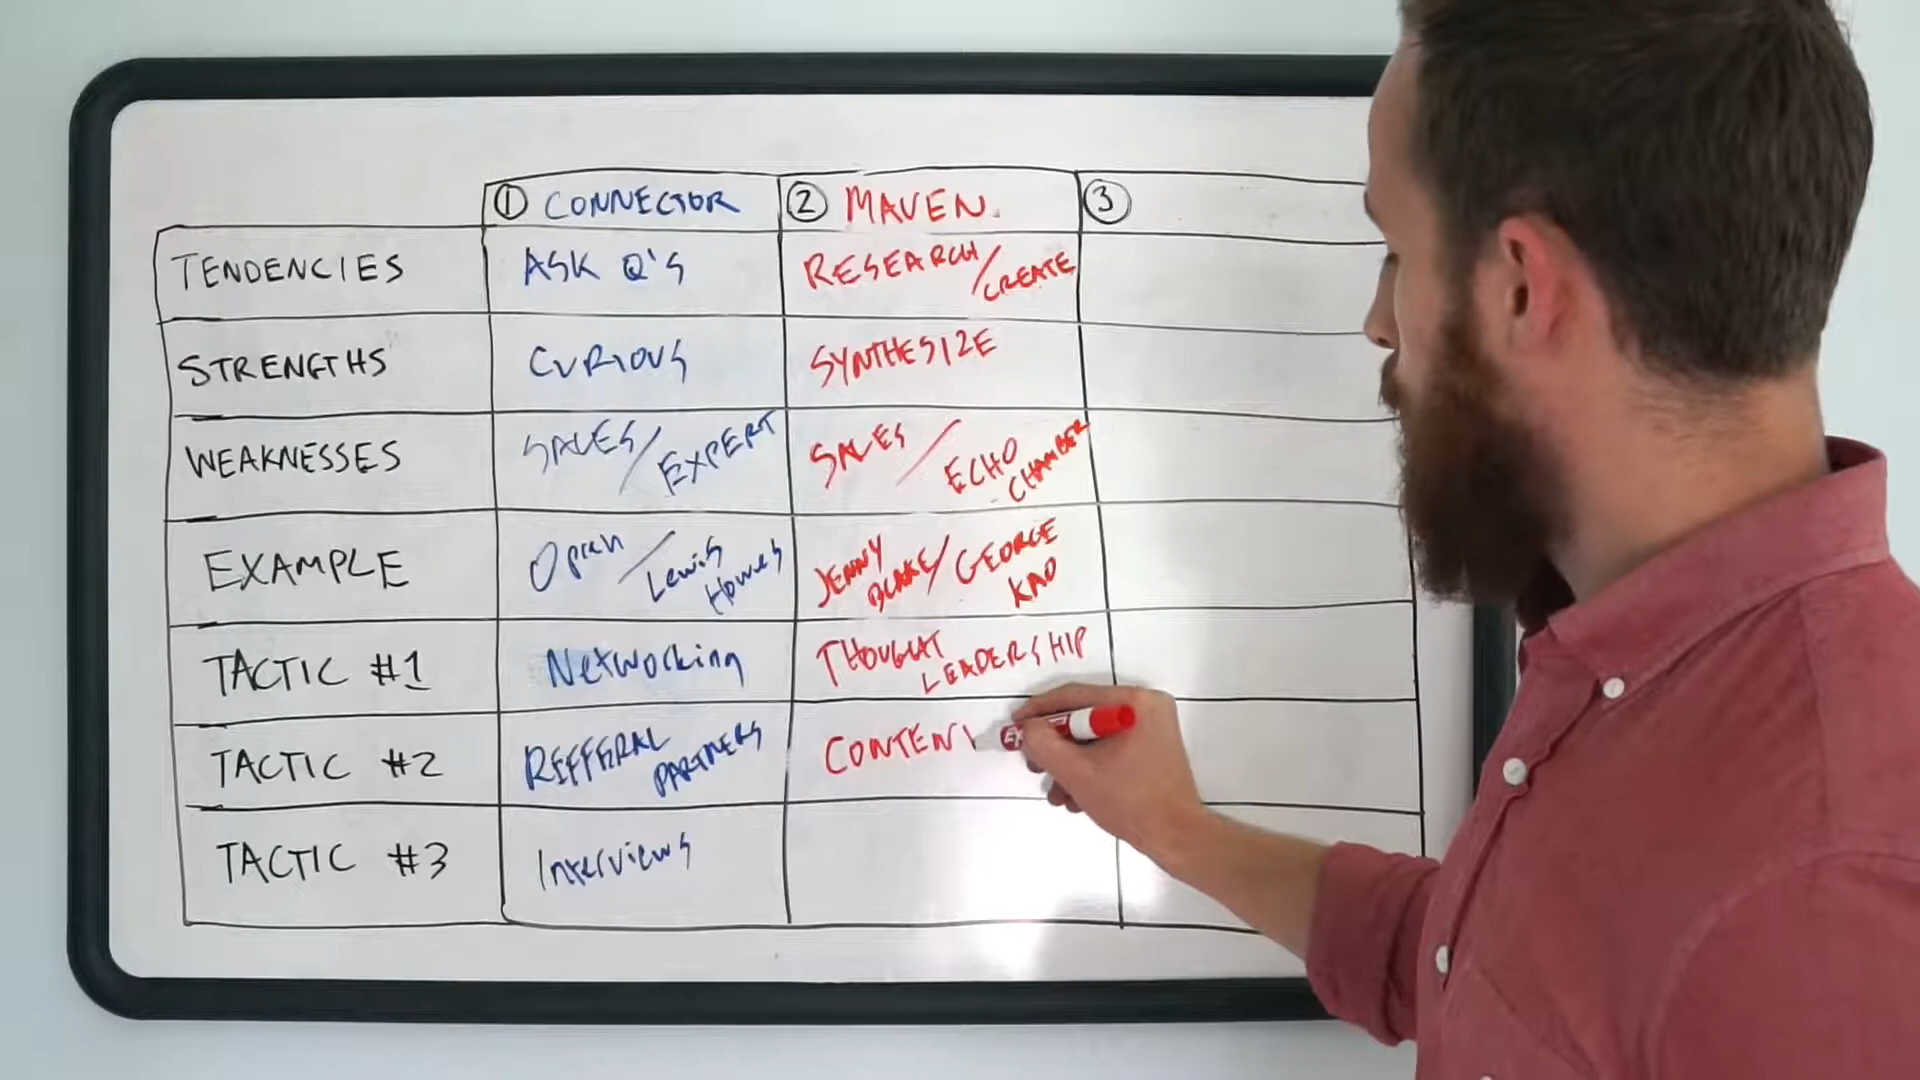 ① CONNECTOR ② MAVEN. ③
TENDENCIES ASK Q'S RESEARCH/CREATE
STRENGTHS CURIOUS SYNTHESIZE
WEAKNESSES SALES/EXPERT SALES/ECHO CHAMBER
EXAMPLE Oprah/Lewis Howes JENNY BLAKE/GEORGE KAO
TACTIC #1 Networking THOUGHT LEADERSHIP
TACTIC #2 REFFERAL PARTNERS CONTEN
TACTIC #3 Interviews